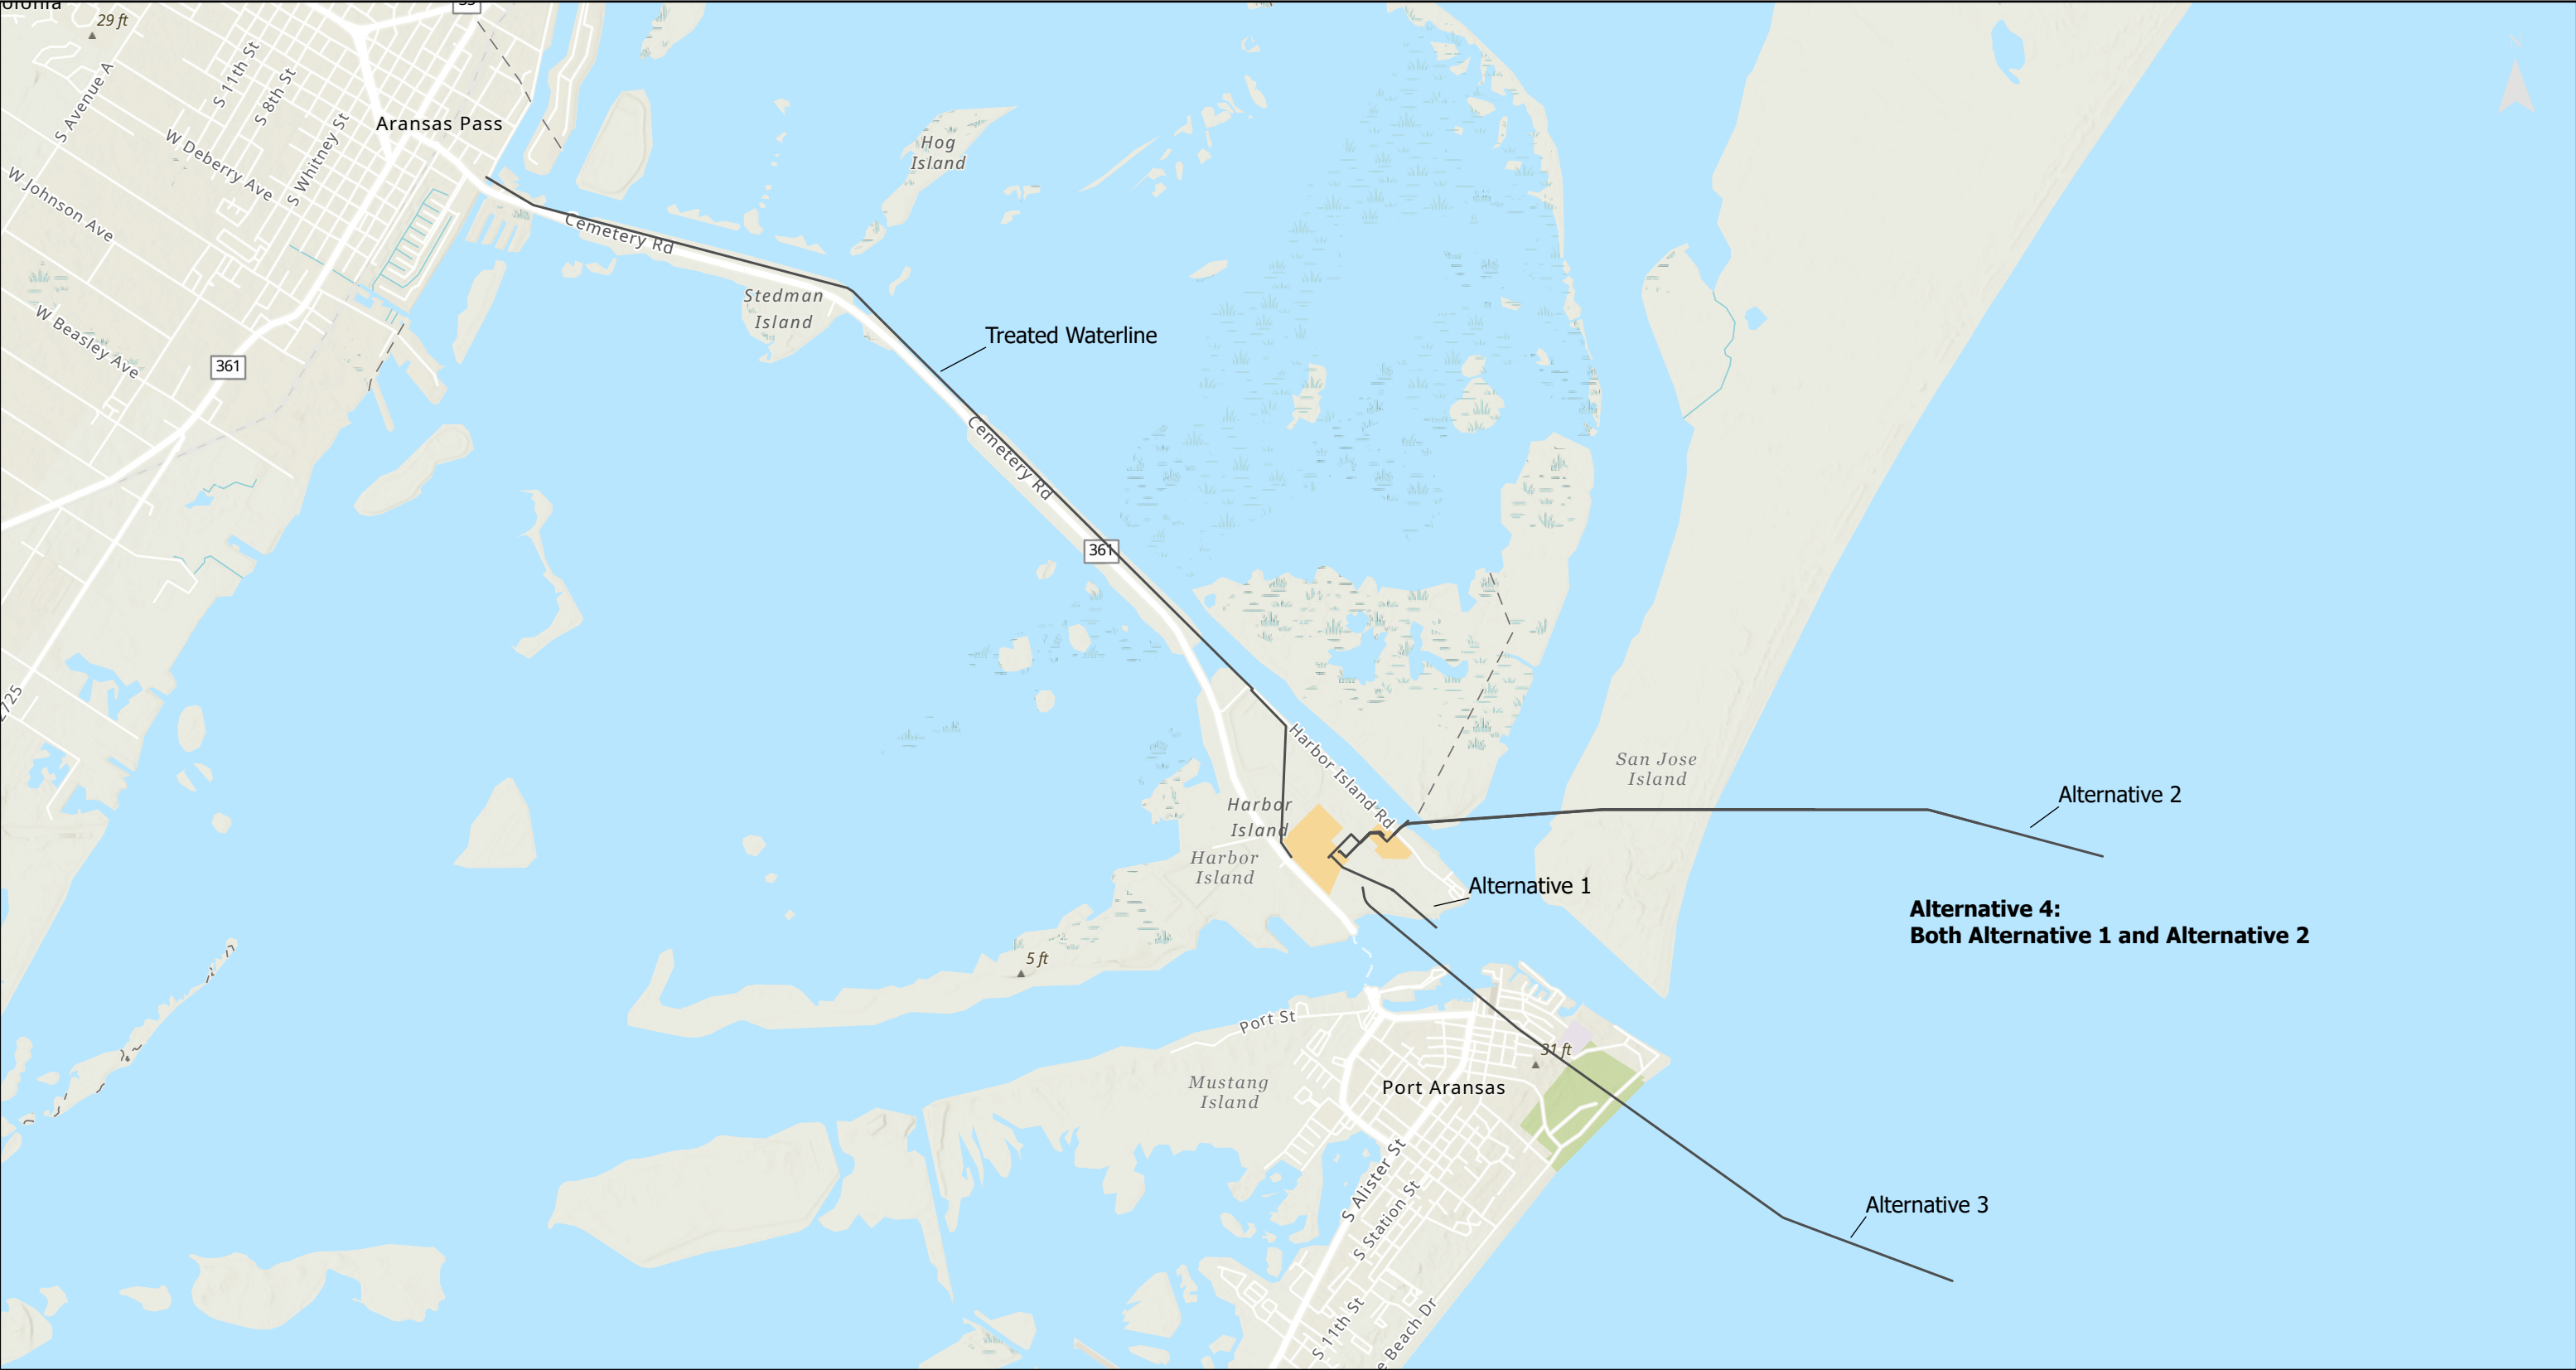 29 ft
S 11th St
S 8th St
S Avenue A
Aransas Pass
W Deberry Ave
S Whitney St
W Johnson Ave
Hog
Island
Cemetery Rd
Stedman
Island
W Beasley Ave
361
Treated Waterline
Cemetery Rd
361
2725
Harbor Island Rd
San Jose
Island
Harbor
Island
Alternative 2
Harbor
Island
Alternative 1
Alternative 4:
Both Alternative 1 and Alternative 2
5 ft
Port St
31 ft
Mustang
Island
Port Aransas
S Alister St
S Station St
Alternative 3
S 11th St
e Beach Dr